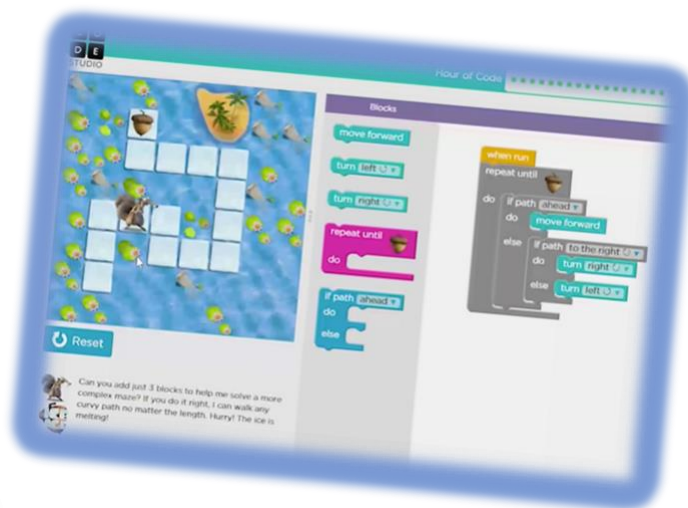 D E
STUDIO
Hour of Code
Blocks
move forward
turn left
turn right
repeat until
do
if path ahead
do
else
when run
repeat until
do
if path ahead
do
move forward
else
if path to the right
do
turn right
else
turn left
Reset
Can you add just 3 blocks to help me solve a more
complex maze? If you do it right, I can walk any
curvy path no matter the length. Hurry! The ice is
melting!